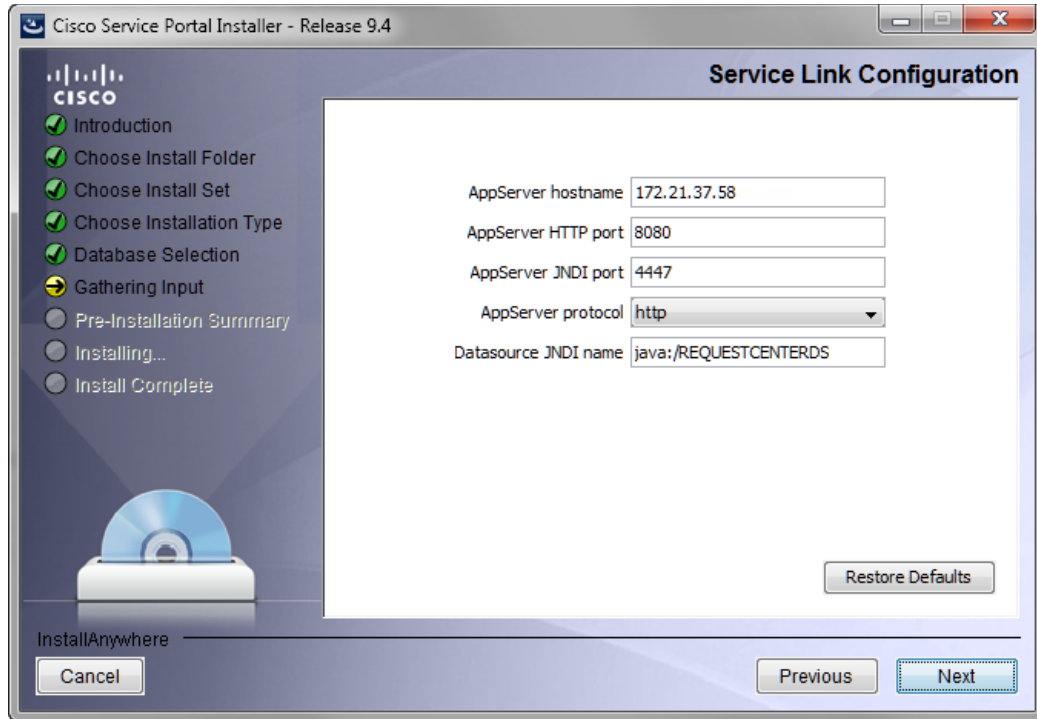 Cisco Service Portal Installer - Release 9.4
CISCO
Service Link Configuration
Introduction
Choose Install Folder
Choose Install Set
Choose Installation Type
Database Selection
Gathering Input
Pre-Installation Summary
Installing...
Install Complete
AppServer hostname 172.21.37.58
AppServer HTTP port 8080
AppServer JNDI port 4447
AppServer protocol http
Datasource JNDI name java:/REQUESTCENTERDS
Restore Defaults
InstallAnywhere
Cancel
Previous
Next